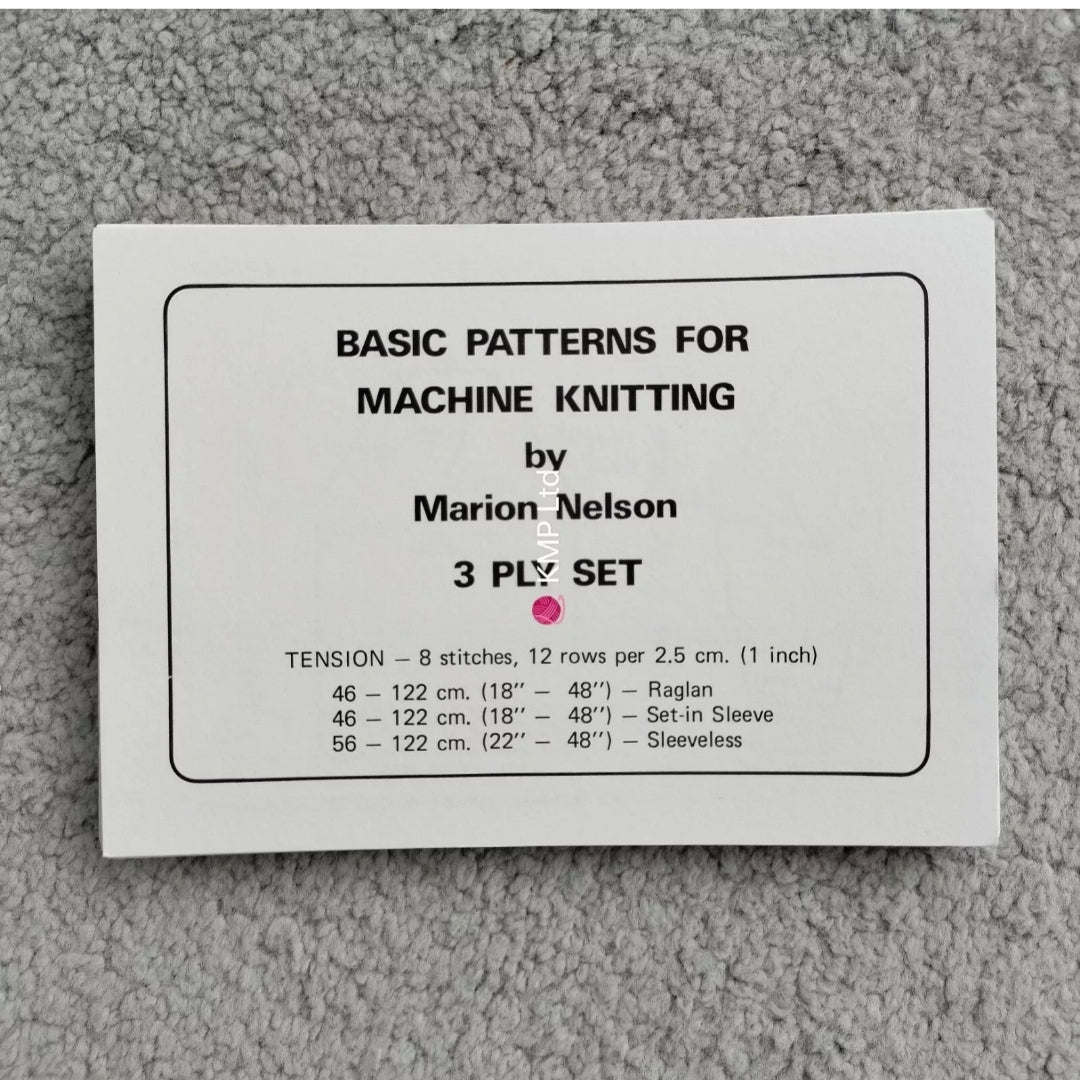 BASIC PATTERNS FOR
MACHINE KNITTING
by
Marion Nelson
3 PLY SET
KMP Ltd
TENSION — 8 stitches, 12 rows per 2.5 cm. (1 inch)
46 — 122 cm. (18″ — 48″) — Raglan
46 — 122 cm. (18″ — 48″) — Set-in Sleeve
56 — 122 cm. (22″ — 48″) — Sleeveless